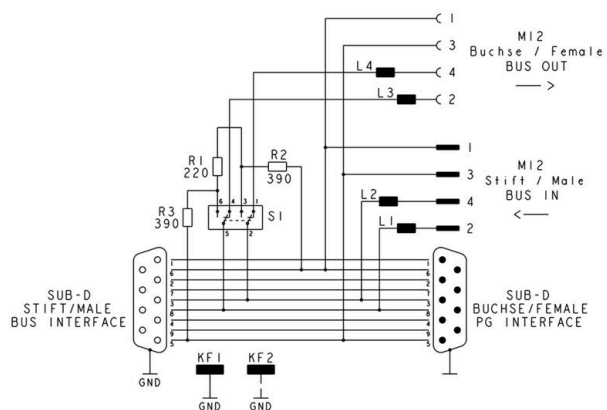 1
3
4
2
M12
Buchse / Female
BUS OUT
L4
L3
1
3
4
2
M12
Stift / Male
BUS IN
L2
L1
R1
220
R2
390
R3
390
6 4 3 1
S1
5 2
SUB-D
STIFT/MALE
BUS INTERFACE
1
6
2
7
3
8
4
9
5
1
6
2
7
3
8
4
9
5
SUB-D
BUCHSE/FEMALE
PG INTERFACE
GND
KF1
GND
KF2
GND